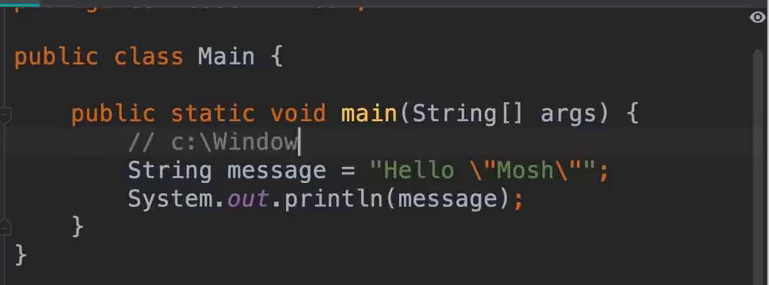 public class Main {
public static void main(String[] args) {
// c:\Window
String message = "Hello \"Mosh\"";
System.out.println(message);
}
}